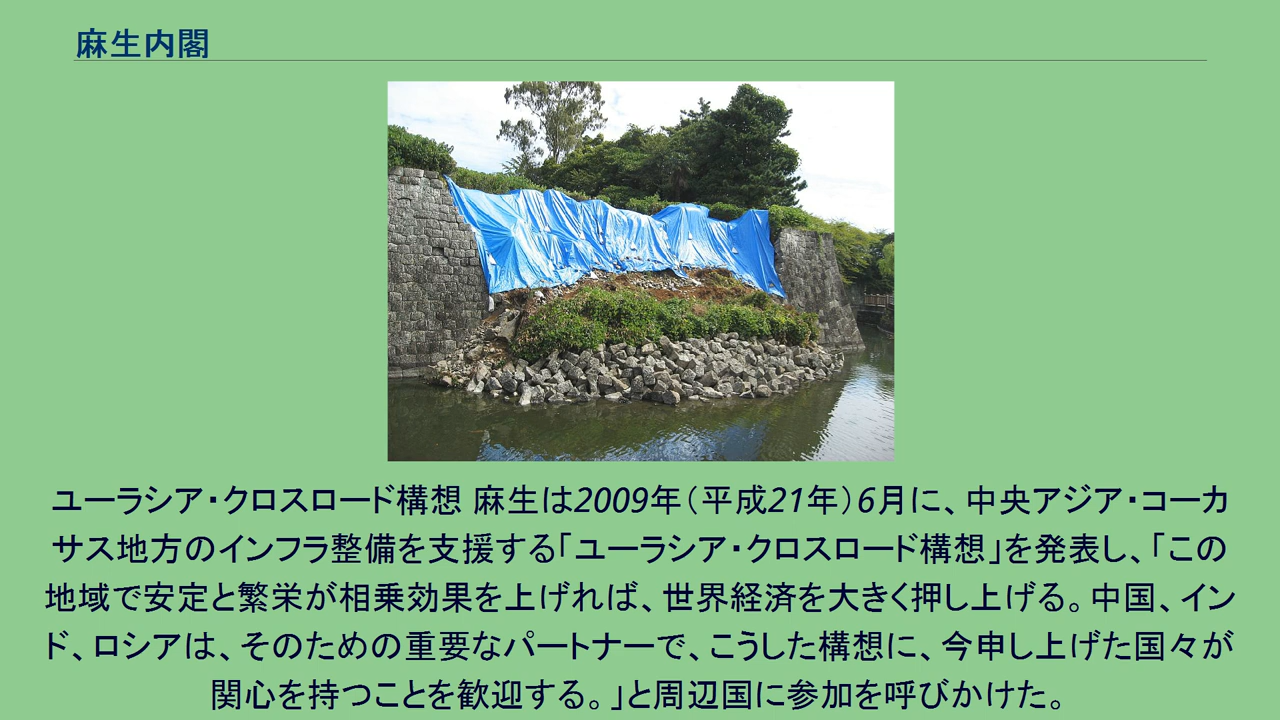 麻生内閣
ユーラシア・クロスロード構想 麻生は2009年（平成21年）6月に、中央アジア・コーカ
サス地方のインフラ整備を支援する「ユーラシア・クロスロード構想」を発表し、「この
地域で安定と繁栄が相乗効果を上げれば、世界経済を大きく押し上げる。中国、イン
ド、ロシアは、そのための重要なパートナーで、こうした構想に、今申し上げた国々が
関心を持つことを歓迎する。」と周辺国に参加を呼びかけた。